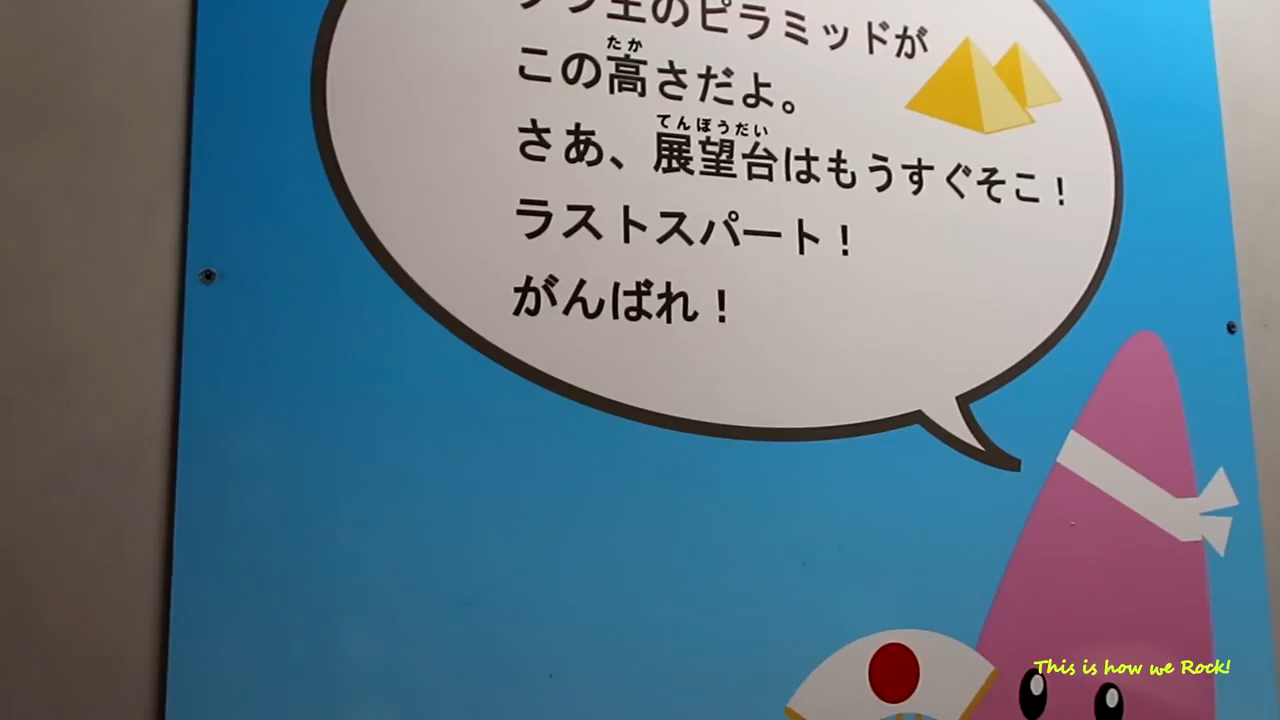 王のピラミッドが
この高さだよ。
たか
さあ、展望台はもうすぐそこ！
てんぼうだい
ラストスパート！
がんばれ！
This is how we Rock!